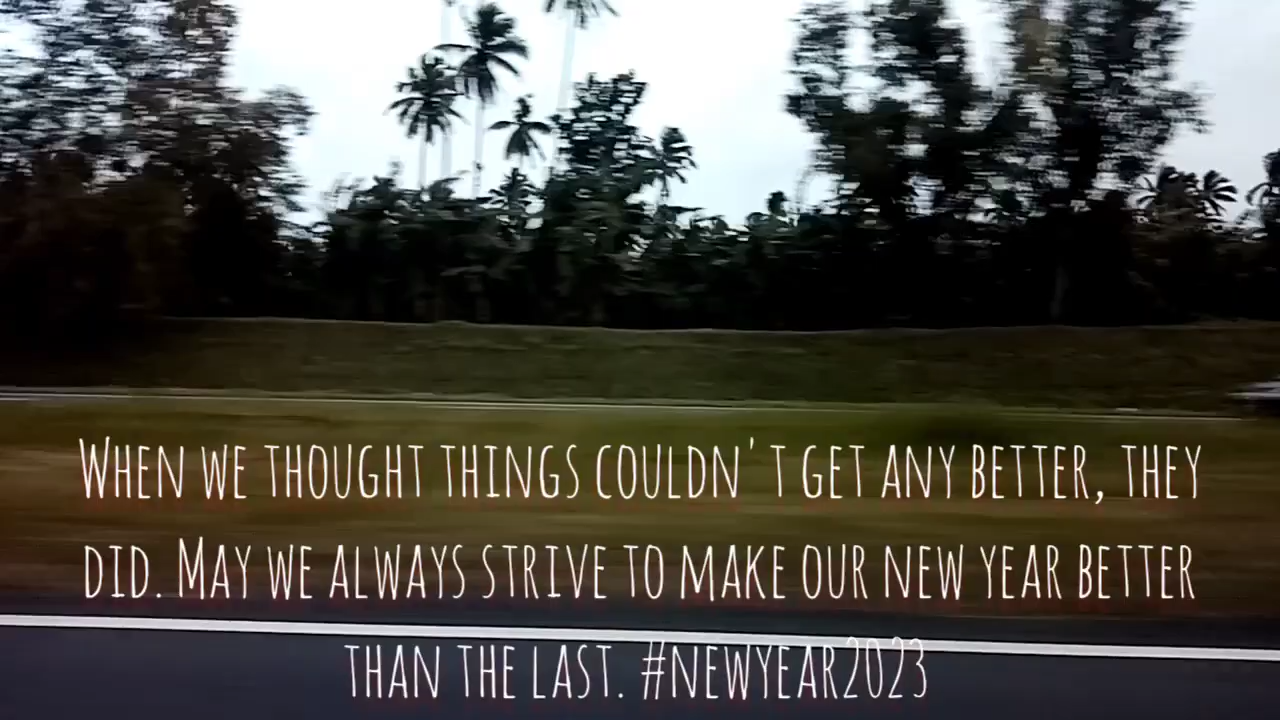 When we thought things couldn't get any better, they
did. May we always strive to make our new year better
than the last. #newyear2023